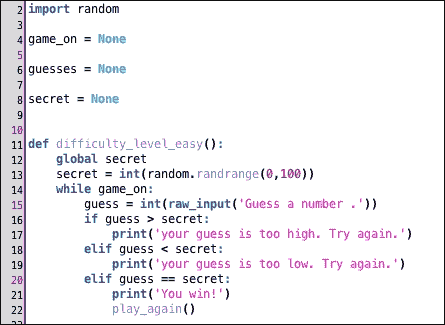 2 import random
3
4 game_on = None
5
6 guesses = None
7
8 secret = None
9
10
11 def difficulty_level_easy():
12     global secret
13     secret = int(random.randrange(0,100))
14     while game_on:
15         guess = int(raw_input('Guess a number .'))
16         if guess > secret:
17             print('your guess is too high. Try again.')
18         elif guess < secret:
19             print('your guess is too low. Try again.')
20         elif guess == secret:
21             print('You win!')
22             play_again()